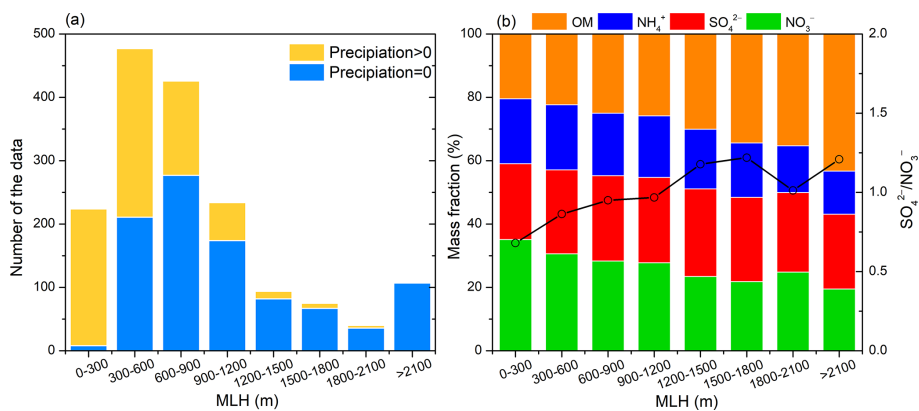 (a)
Precipiation>0
Precipiation=0
Number of the data
500
400
300
200
100
0
0-300
300-600
600-900
900-1200
1200-1500
1500-1800
1800-2100
>2100
MLH (m)
(b)
OM
NH₄⁺
SO₄²⁻
NO₃⁻
Mass fraction (%)
100
80
60
40
20
0
2.0
1.5
1.0
0.5
0.0
SO₄²⁻/NO₃⁻
0-300
300-600
600-900
900-1200
1200-1500
1500-1800
1800-2100
>2100
MLH (m)